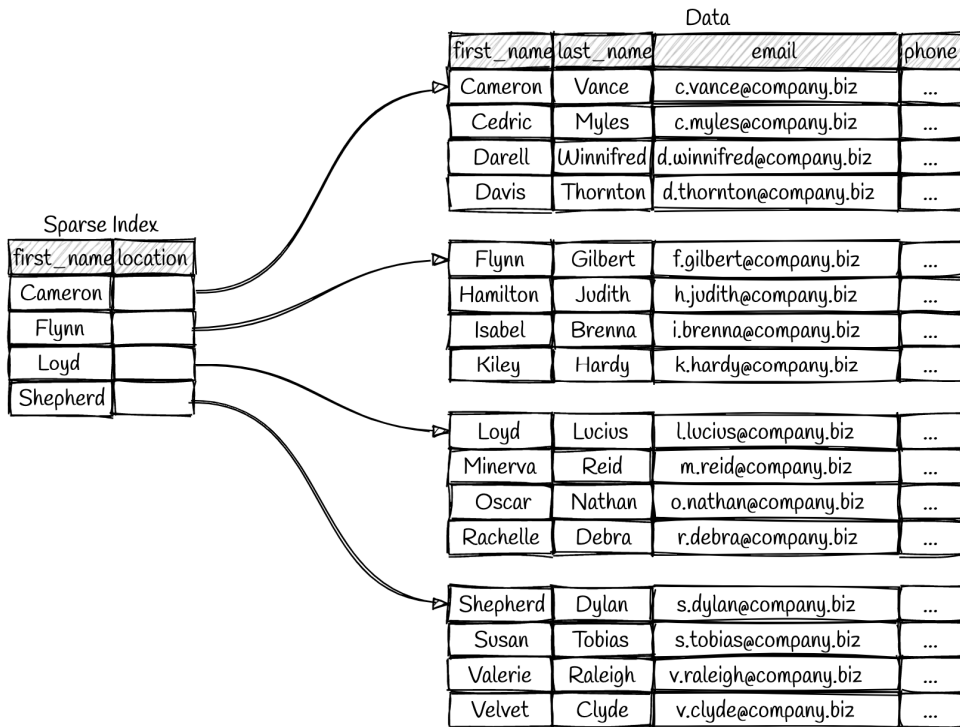 Data
first_name last_name email phone
Cameron Vance c.vance@company.biz ...
Cedric Myles c.myles@company.biz ...
Darell Winnifred d.winnifred@company.biz ...
Davis Thornton d.thornton@company.biz ...
Sparse Index
first_name location
Cameron
Flynn
Loyd
Shepherd
Flynn Gilbert f.gilbert@company.biz ...
Hamilton Judith h.judith@company.biz ...
Isabel Brenna i.brenna@company.biz ...
Kiley Hardy k.hardy@company.biz ...
Loyd Lucius l.lucius@company.biz ...
Minerva Reid m.reid@company.biz ...
Oscar Nathan o.nathan@company.biz ...
Rachelle Debra r.debra@company.biz ...
Shepherd Dylan s.dylan@company.biz ...
Susan Tobias s.tobias@company.biz ...
Valerie Raleigh v.raleigh@company.biz ...
Velvet Clyde v.clyde@company.biz ...